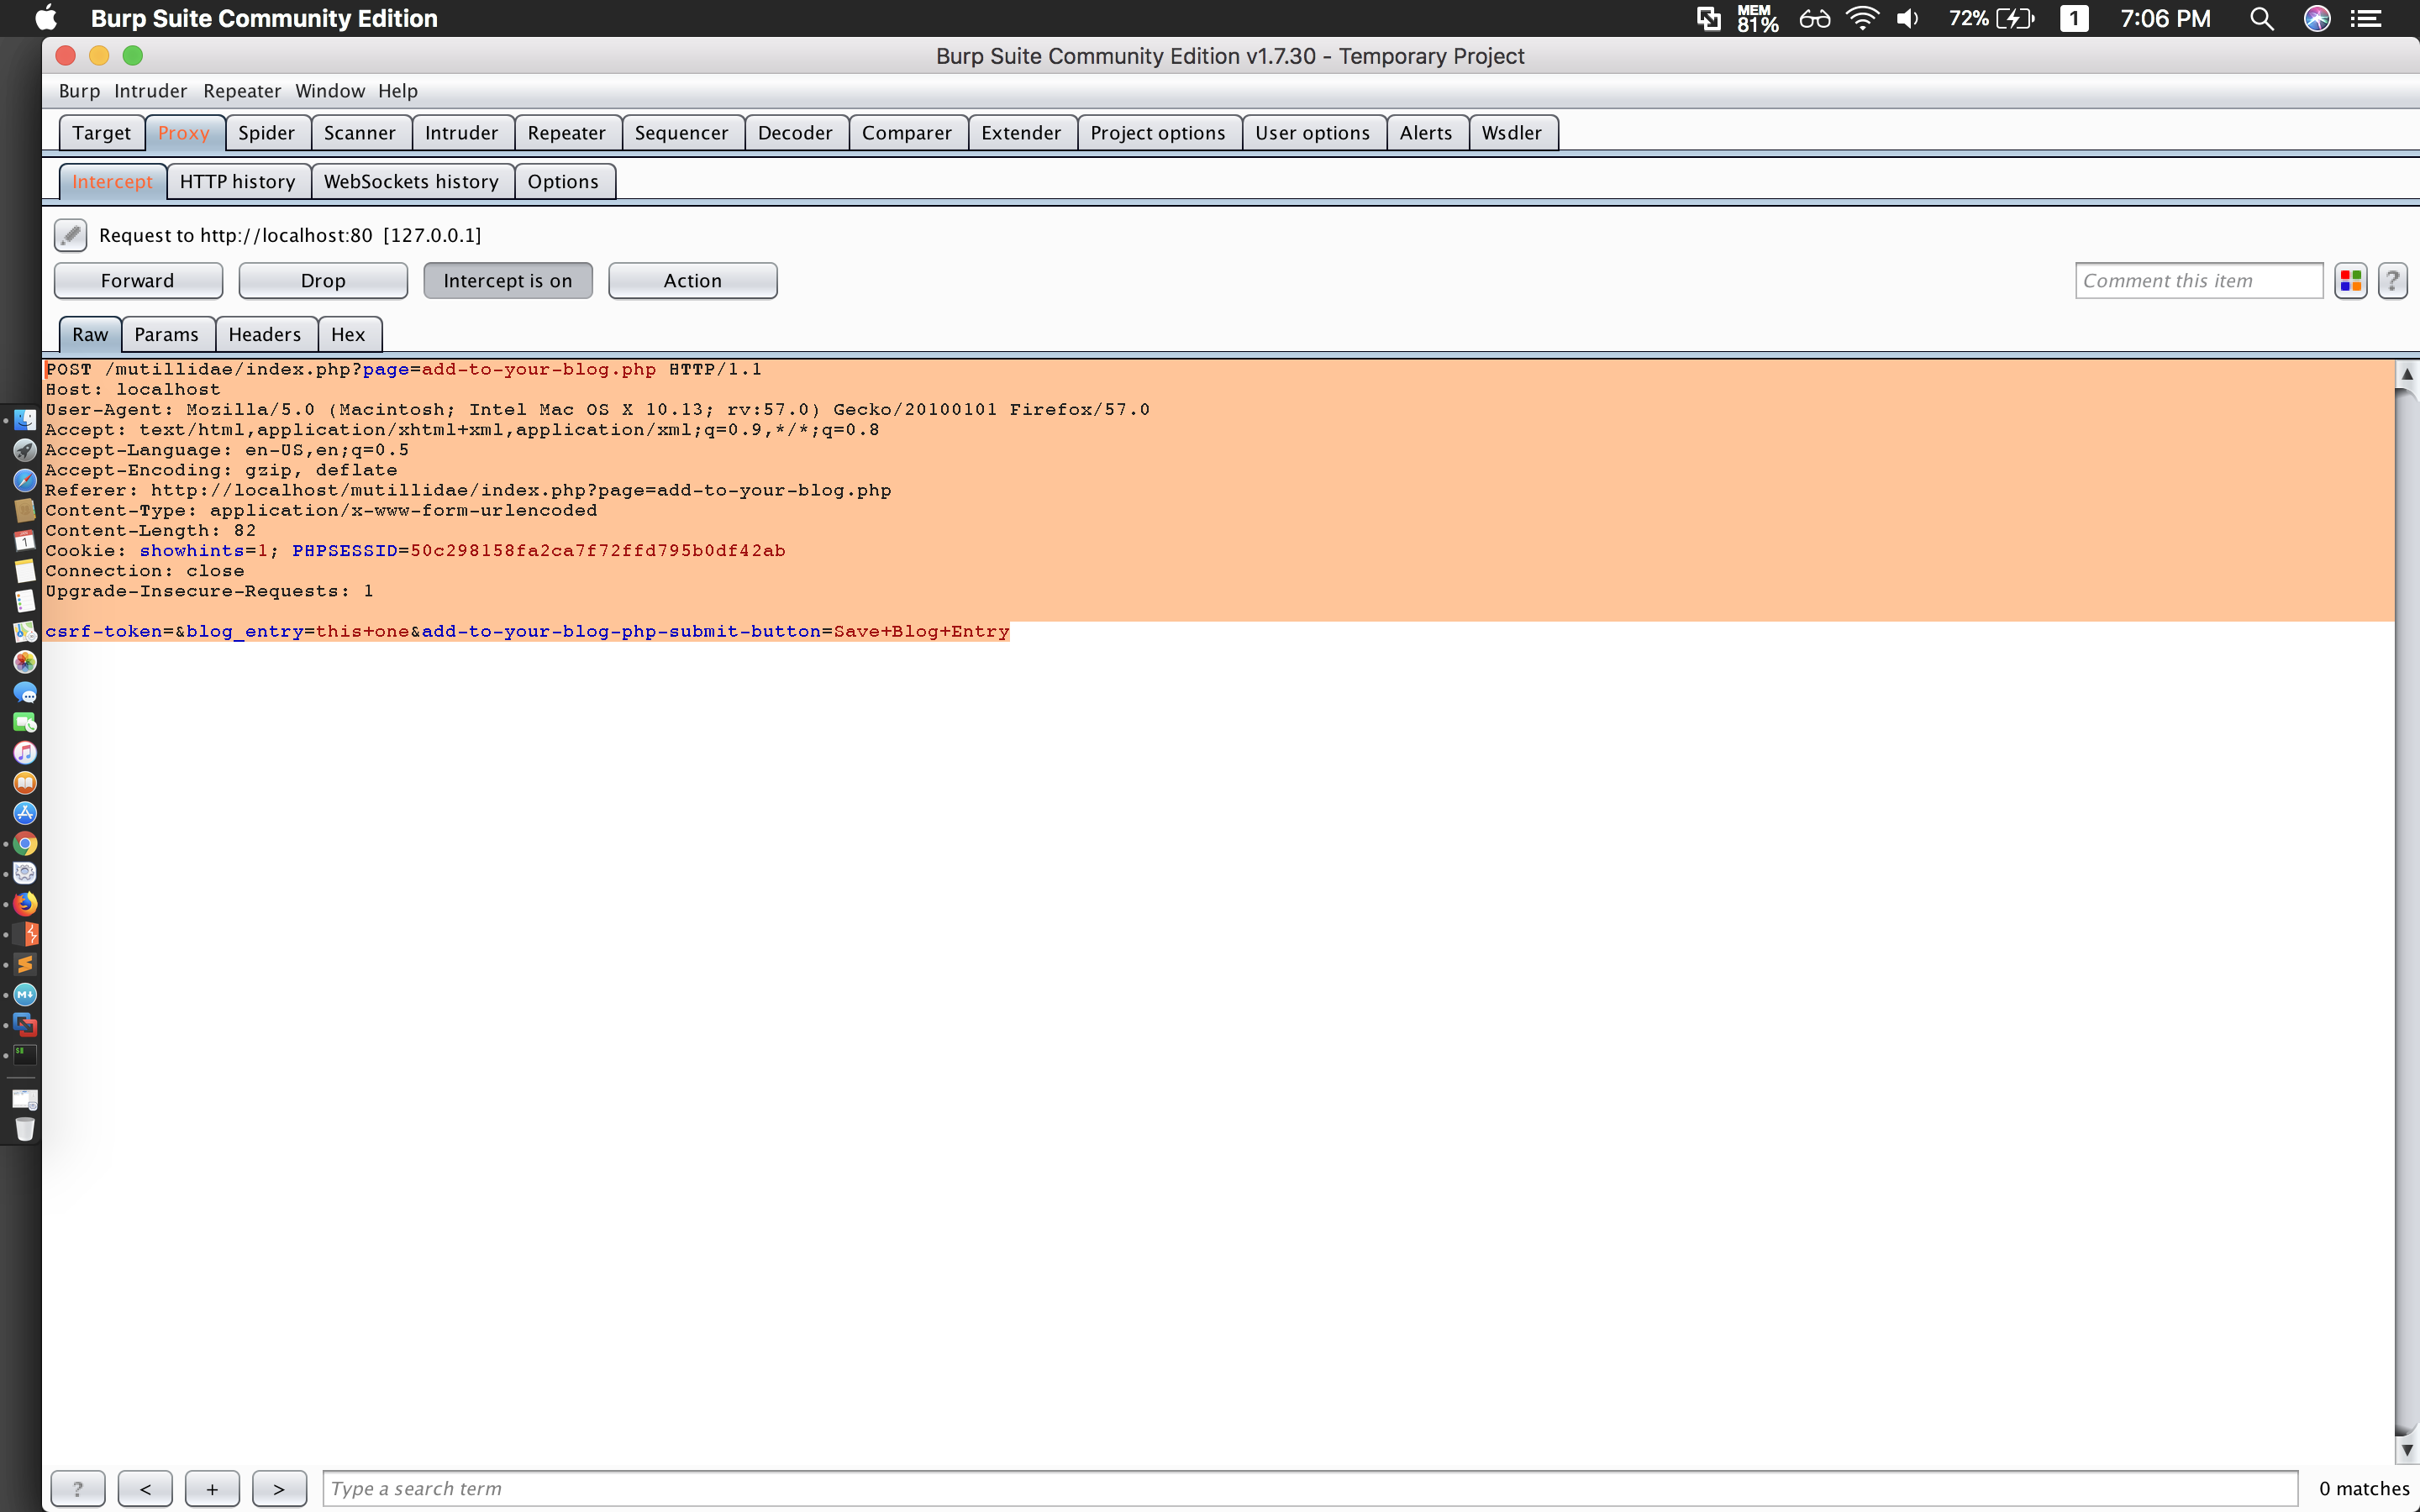 Burp Suite Community Edition
MEM
81%
72%
1
7:06 PM
Burp Suite Community Edition v1.7.30 - Temporary Project
Burp Intruder Repeater Window Help
Target Proxy Spider Scanner Intruder Repeater Sequencer Decoder Comparer Extender Project options User options Alerts Wsdler
Intercept HTTP history WebSockets history Options
Request to http://localhost:80 [127.0.0.1]
Forward Drop Intercept is on Action Comment this item ?
Raw Params Headers Hex
POST /mutillidae/index.php?page=add-to-your-blog.php HTTP/1.1
Host: localhost
User-Agent: Mozilla/5.0 (Macintosh; Intel Mac OS X 10.13; rv:57.0) Gecko/20100101 Firefox/57.0
Accept: text/html,application/xhtml+xml,application/xml;q=0.9,*/*;q=0.8
Accept-Language: en-US,en;q=0.5
Accept-Encoding: gzip, deflate
Referer: http://localhost/mutillidae/index.php?page=add-to-your-blog.php
Content-Type: application/x-www-form-urlencoded
Content-Length: 82
Cookie: showhints=1; PHPSESSID=50c298158fa2ca7f72ffd795b0df42ab
Connection: close
Upgrade-Insecure-Requests: 1
csrf-token=&blog_entry=this+one&add-to-your-blog-php-submit-button=Save+Blog+Entry
? < + > Type a search term 0 matches